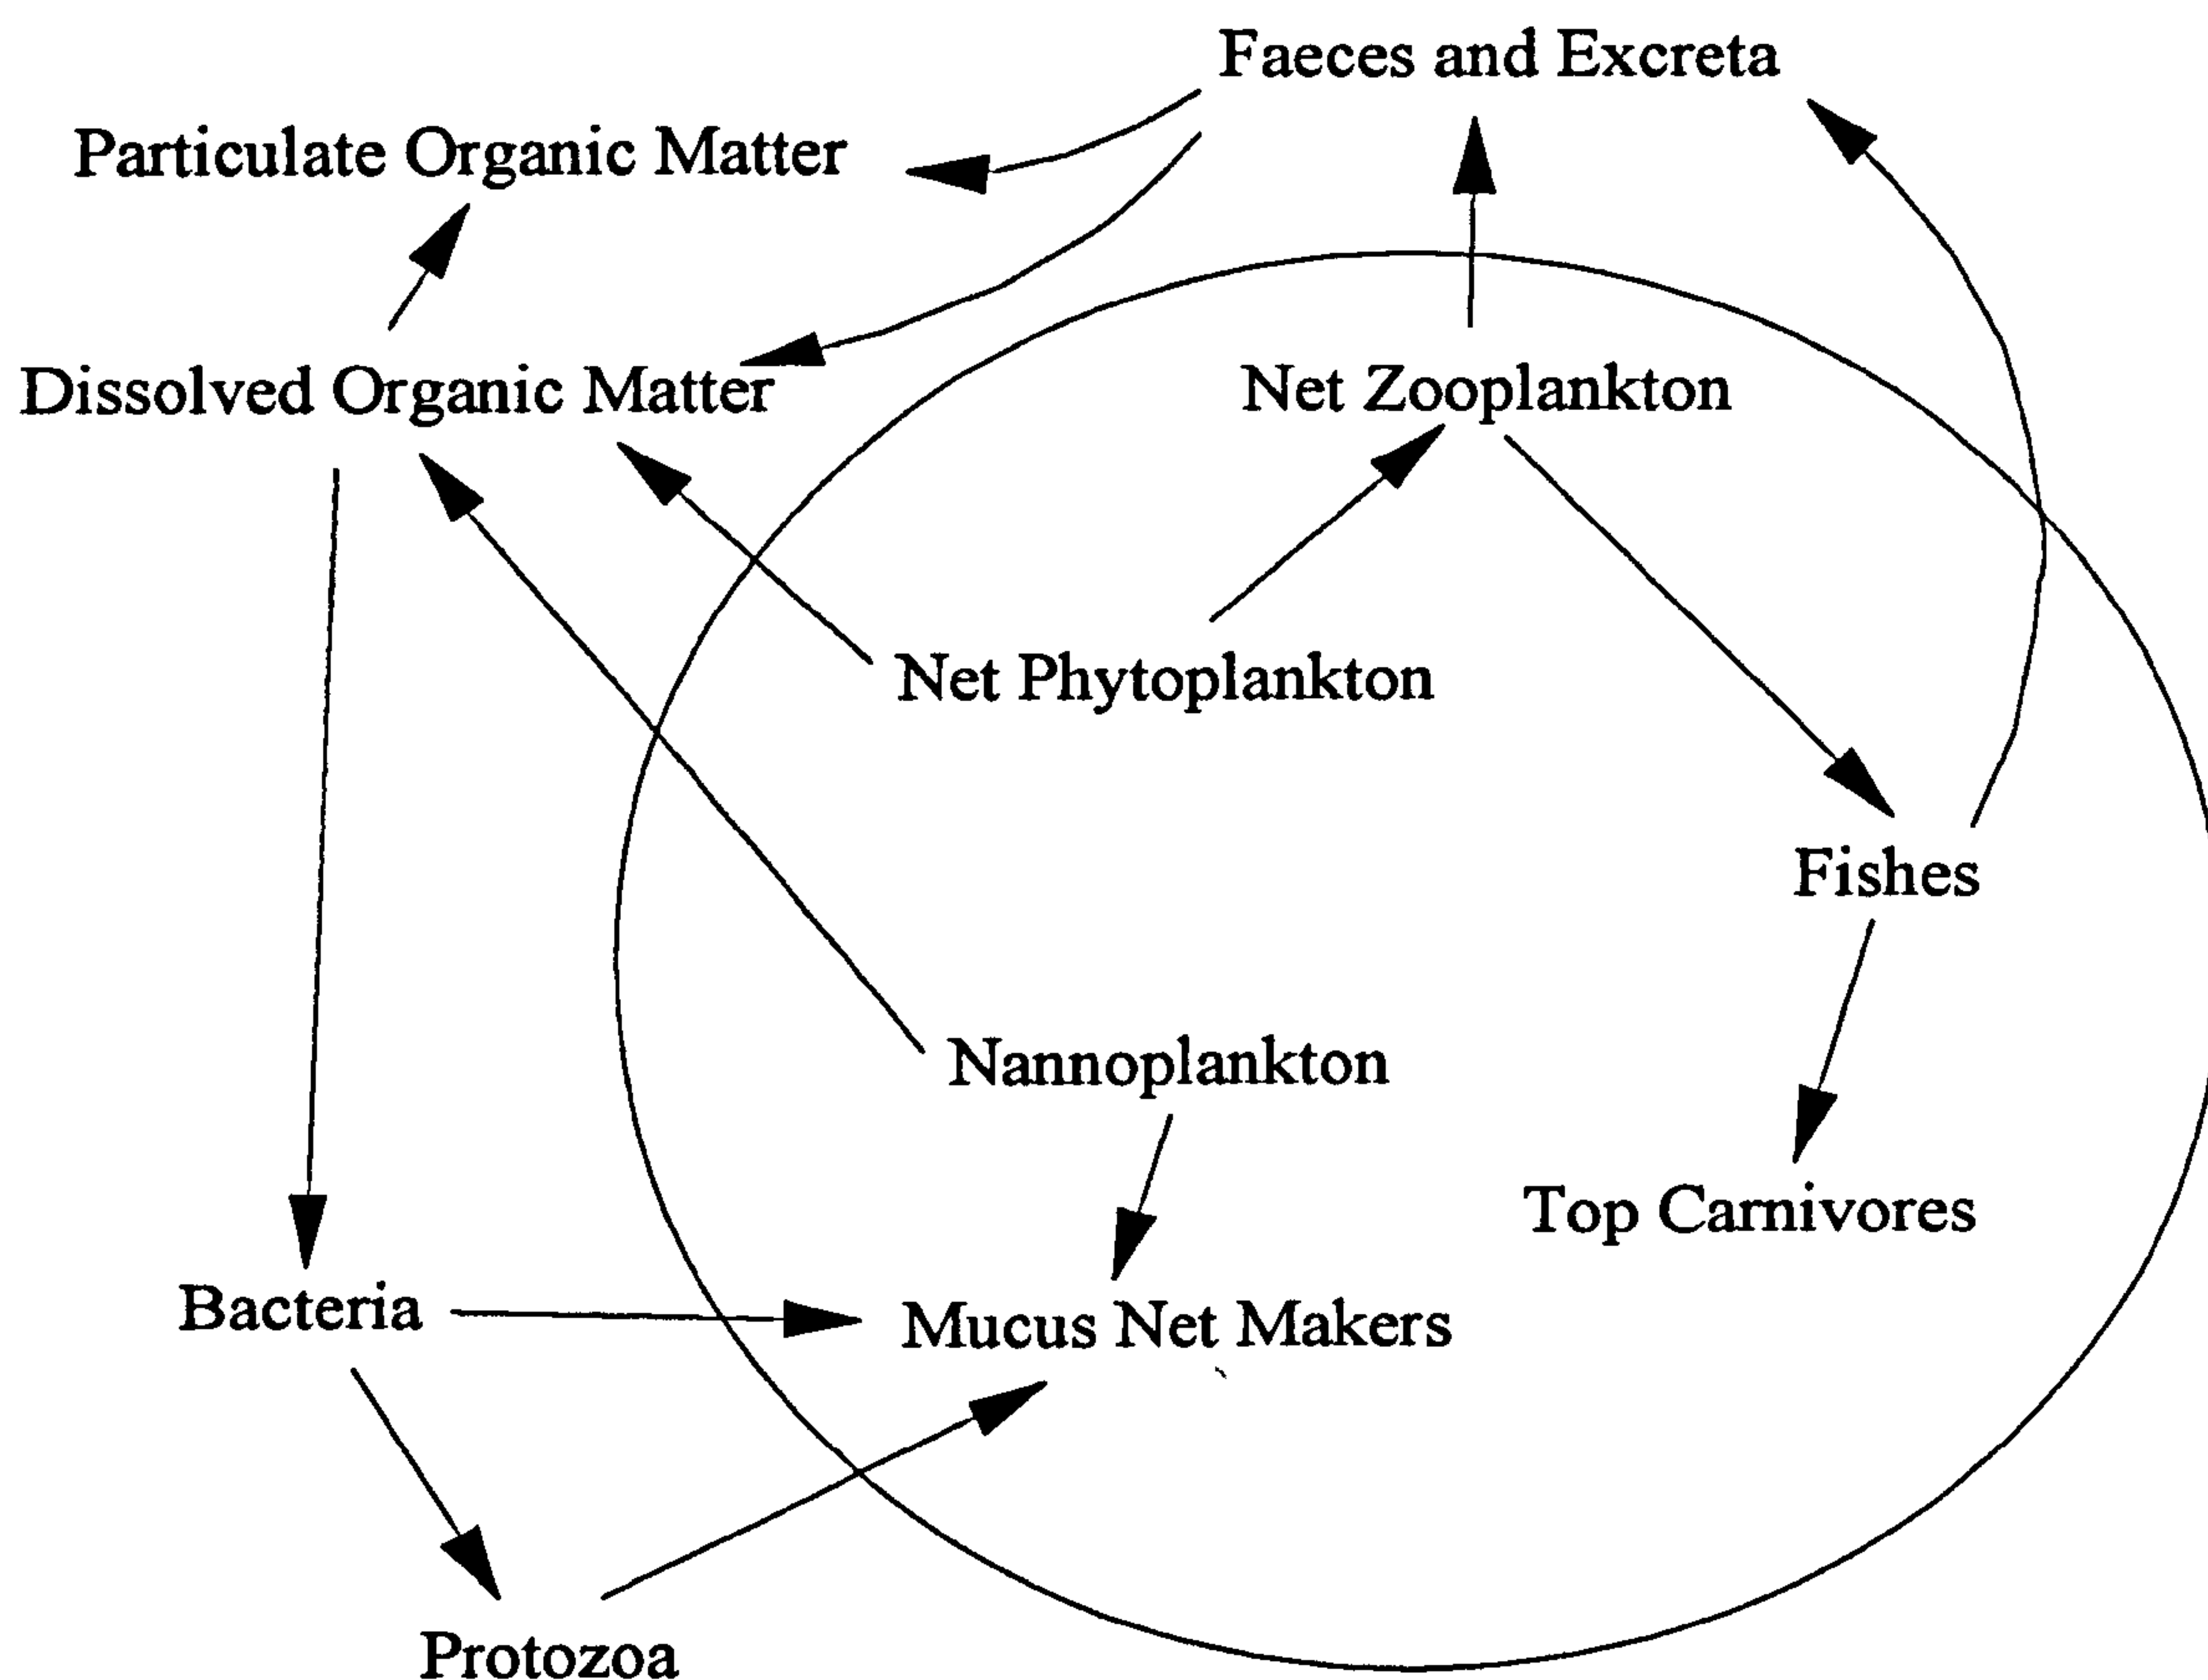 Faeces and Excreta
Particulate Organic Matter
Dissolved Organic Matter
Net Zooplankton
Net Phytoplankton
Fishes
Nannoplankton
Top Carnivores
Bacteria
Mucus Net Makers
Protozoa